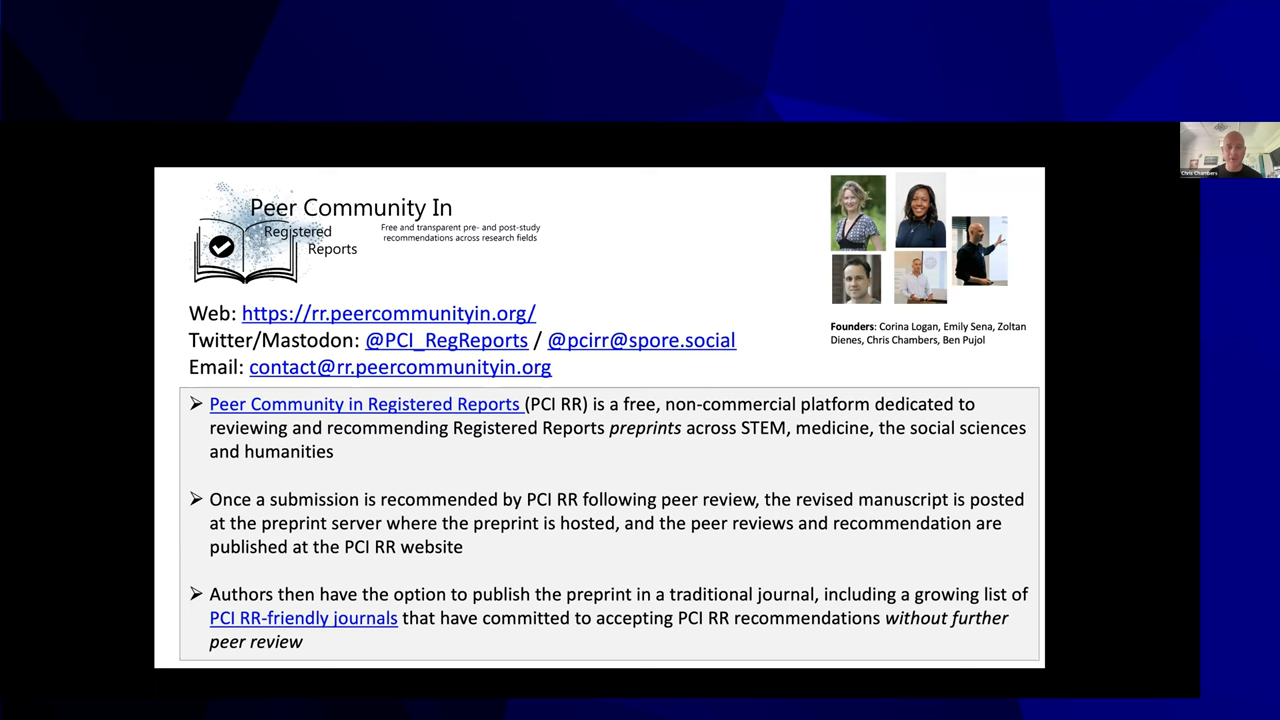 Peer Community In
Registered
Reports
Free and transparent pre- and post-study
recommendations across research fields
Chris Chambers
Web: https://rr.peercommunityin.org/
Twitter/Mastodon: @PCI_RegReports / @pcirr@spore.social
Email: contact@rr.peercommunityin.org
Founders: Corina Logan, Emily Sena, Zoltan
Dienes, Chris Chambers, Ben Pujol
➢ Peer Community in Registered Reports (PCI RR) is a free, non-commercial platform dedicated to
reviewing and recommending Registered Reports preprints across STEM, medicine, the social sciences
and humanities
➢ Once a submission is recommended by PCI RR following peer review, the revised manuscript is posted
at the preprint server where the preprint is hosted, and the peer reviews and recommendation are
published at the PCI RR website
➢ Authors then have the option to publish the preprint in a traditional journal, including a growing list of
PCI RR-friendly journals that have committed to accepting PCI RR recommendations without further
peer review